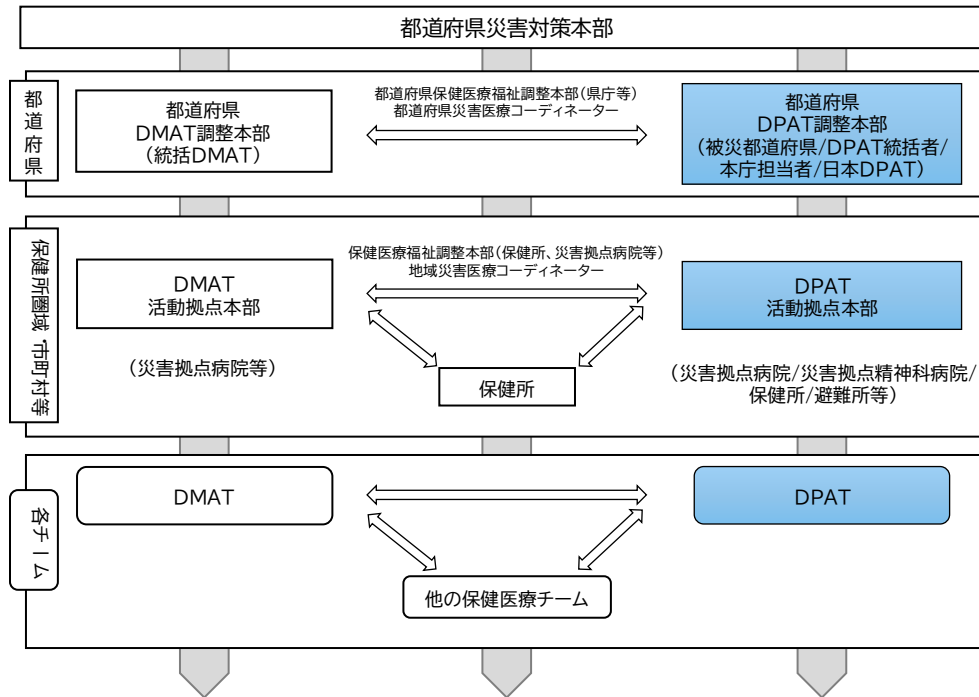 都道府県災害対策本部
都道府県
都道府県
DMAT調整本部
(統括DMAT)
都道府県保健医療福祉調整本部(県庁等)
都道府県災害医療コーディネーター
都道府県
DPAT調整本部
(被災都道府県/DPAT統括者/
本庁担当者/日本DPAT)
保健所圏域・市町村等
DMAT
活動拠点本部
(災害拠点病院等)
保健医療福祉調整本部(保健所、災害拠点病院等)
地域災害医療コーディネーター
保健所
DPAT
活動拠点本部
(災害拠点病院/災害拠点精神科病院/
保健所/避難所等)
各チーム
DMAT
DPAT
他の保健医療チーム